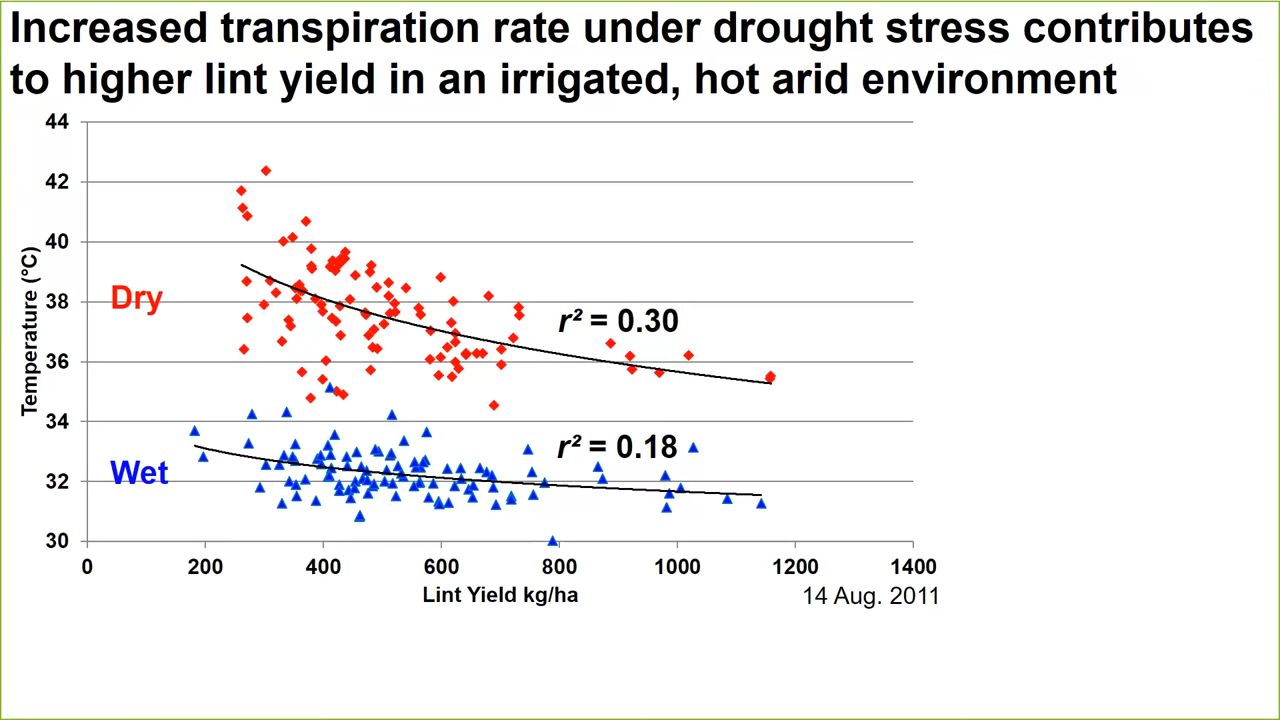 Increased transpiration rate under drought stress contributes
to higher lint yield in an irrigated, hot arid environment
44
42
40
38
36
34
32
30
Temperature (°C)
Dry
r² = 0.30
Wet
r² = 0.18
0 200 400 600 800 1000 1200 1400
Lint Yield kg/ha
14 Aug. 2011